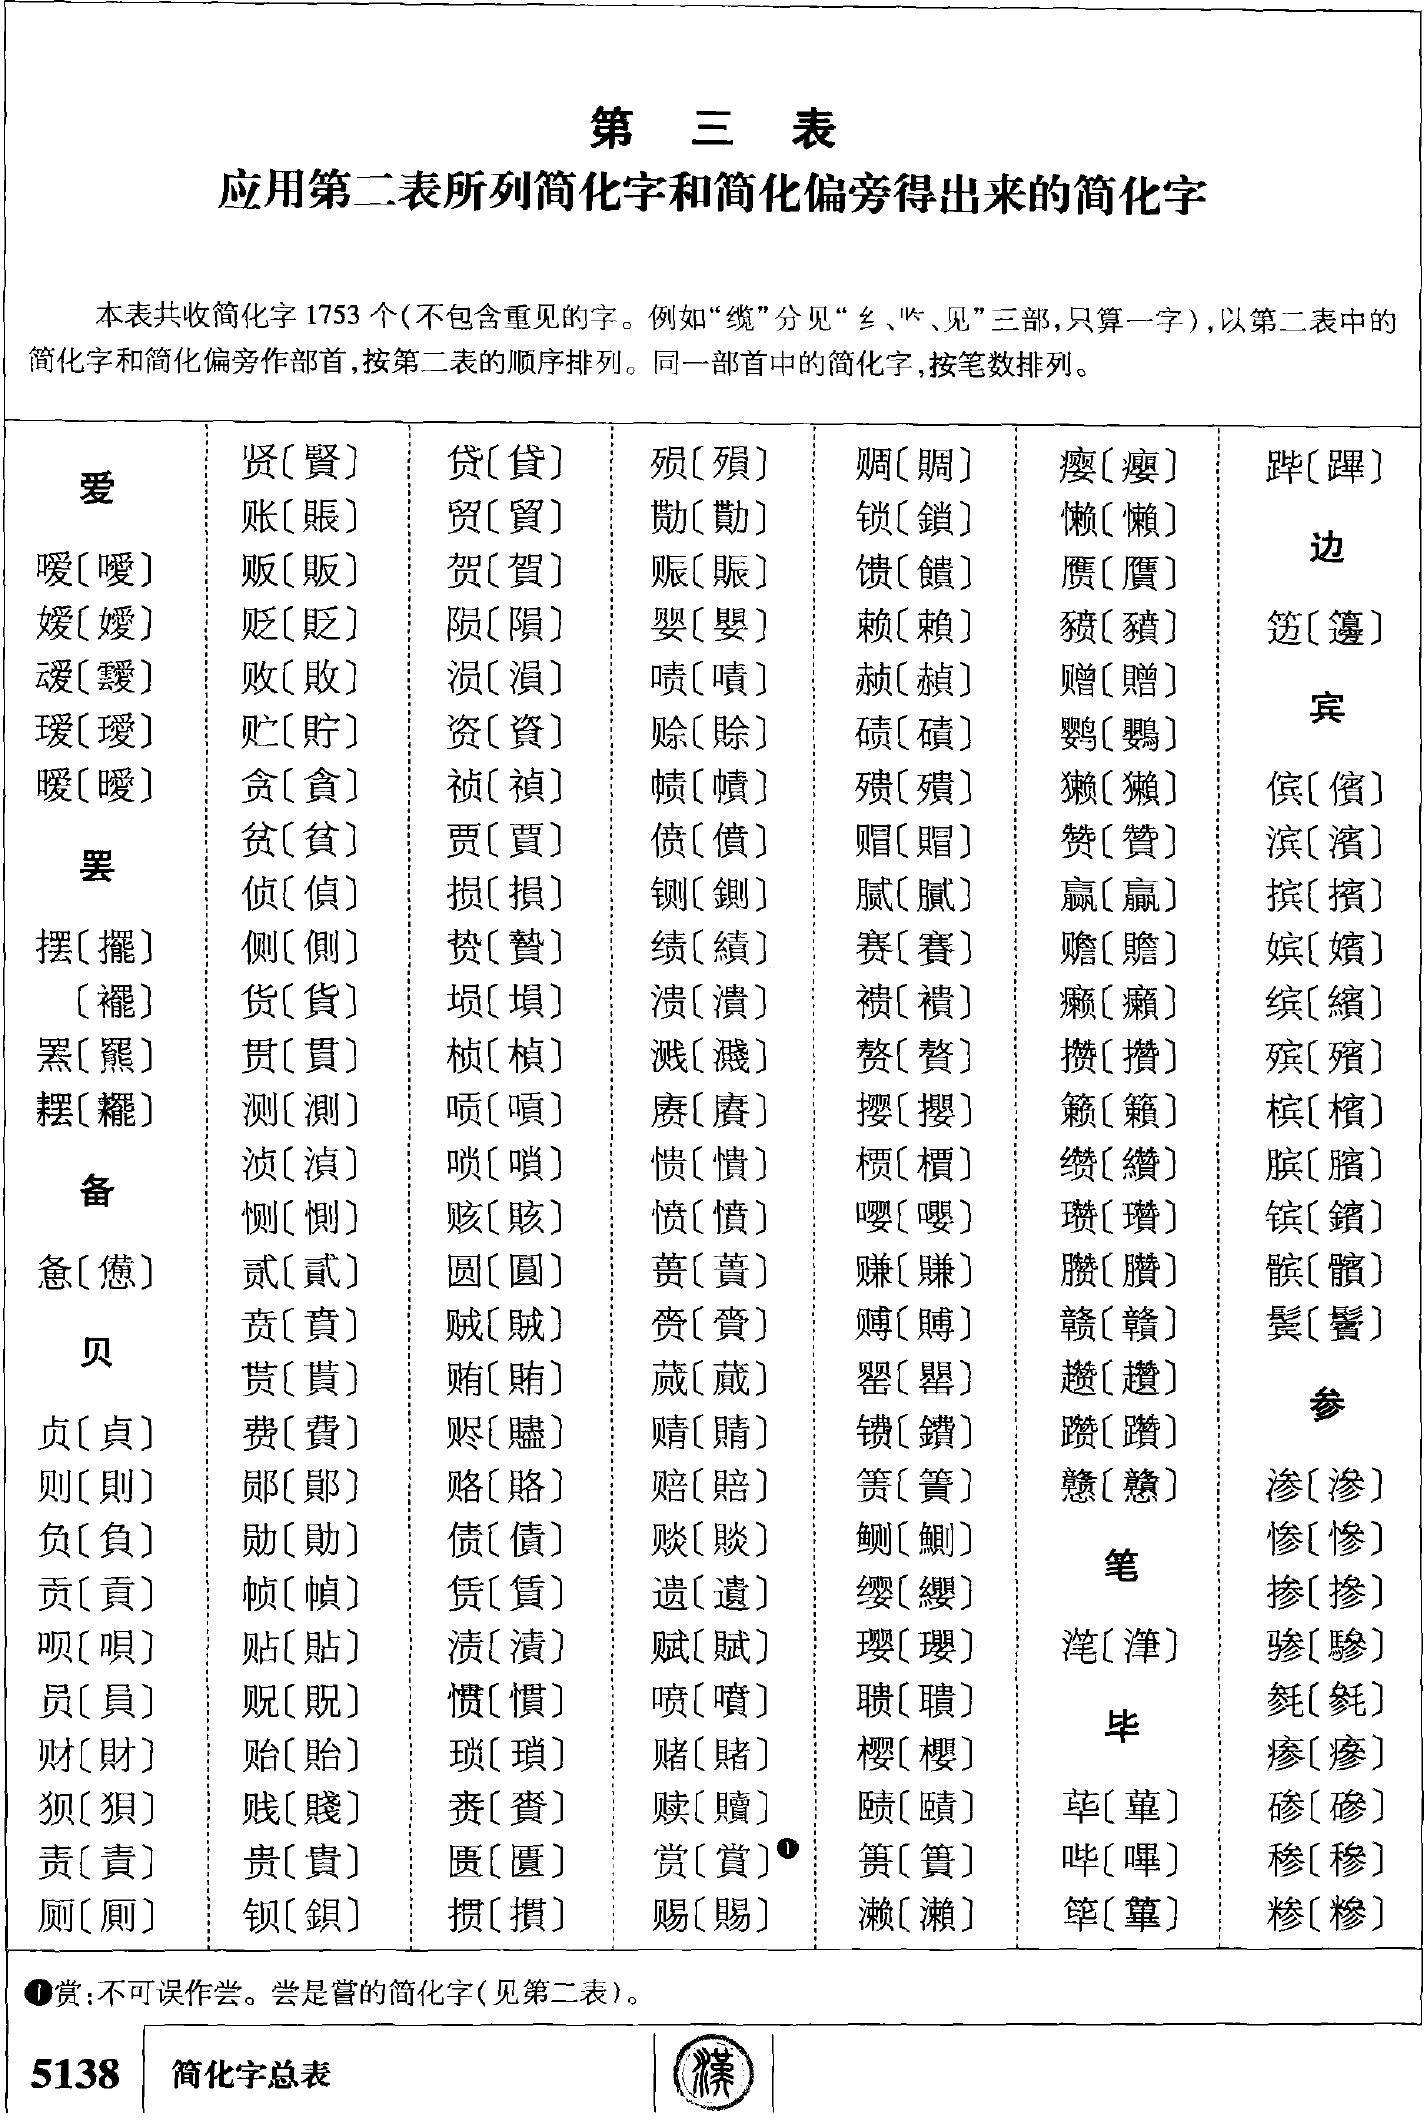 第 三 表
应用第二表所列简化字和简化偏旁得出来的简化字
本表共收简化字1753个(不包含重见的字。例如“缆”分见“纟、〢、见”三部,只算一字),以第二表中的
简化字和简化偏旁作部首,按第二表的顺序排列。同一部首中的简化字,按笔数排列。
爱
嗳〔噯〕
嫒〔嬡〕
叆〔靉〕
瑷〔璦〕
暧〔曖〕
罢
摆〔擺〕
〔襬〕
罴〔羆〕
䎱〔䎱〕
备
惫〔憊〕
贝
贞〔貞〕
则〔則〕
负〔負〕
贡〔貢〕
呗〔唄〕
员〔員〕
财〔財〕
狈〔狽〕
责〔責〕
厕〔厠〕
贤〔賢〕
账〔賬〕
贩〔販〕
贬〔貶〕
败〔敗〕
贮〔貯〕
贪〔貪〕
贫〔貧〕
侦〔偵〕
侧〔側〕
货〔貨〕
贯〔貫〕
测〔測〕
浈〔湞〕
恻〔惻〕
贰〔貳〕
贲〔賁〕
贳〔貰〕
费〔費〕
郧〔鄖〕
勋〔勛〕
帧〔幀〕
贴〔貼〕
贶〔貺〕
贻〔貽〕
贱〔賤〕
贵〔貴〕
钡〔鋇〕
贷〔貸〕
贸〔貿〕
贺〔賀〕
陨〔隕〕
涢〔溳〕
资〔資〕
祯〔禎〕
贾〔賈〕
损〔損〕
贽〔贄〕
埙〔塤〕
桢〔楨〕
唝〔嗊〕
唢〔嗩〕
赅〔賅〕
圆〔圓〕
贼〔賊〕
贿〔賄〕
赆〔贐〕
赂〔賂〕
债〔債〕
赁〔賃〕
渍〔漬〕
惯〔慣〕
琐〔瑣〕
赉〔賚〕
匮〔匱〕
掼〔摜〕
殒〔殞〕
勚〔勩〕
赈〔賑〕
婴〔嬰〕
啧〔嘖〕
赊〔賒〕
帻〔幘〕
偾〔僨〕
铡〔鍘〕
绩〔績〕
溃〔潰〕
溅〔濺〕
赓〔賡〕
愦〔憒〕
愤〔憤〕
蒉〔蕢〕
赍〔賫〕
蒇〔蕆〕
赌〔賭〕
赔〔賠〕
赕〔賧〕
遗〔遺〕
赋〔賦〕
喷〔噴〕
赌〔賭〕
赎〔贖〕
赏〔賞〕❶
赐〔賜〕
赒〔賙〕
锁〔鎖〕
馈〔饋〕
赖〔賴〕
赪〔赬〕
碛〔磧〕
殨〔殨〕
赗〔賵〕
腻〔膩〕
赛〔賽〕
䙌〔襀〕
赘〔贅〕
撄〔攖〕
槚〔檟〕
嘤〔嚶〕
赚〔賺〕
赙〔賻〕
罂〔罌〕
镄〔鐨〕
箦〔簀〕
鲗〔鰂〕
缨〔纓〕
璎〔瓔〕
聩〔聵〕
樱〔櫻〕
赜〔賾〕
篑〔簣〕
濑〔瀨〕
瘿〔癭〕
懒〔懶〕
赝〔贋〕
豮〔豶〕
赠〔贈〕
鹦〔鸚〕
獭〔獺〕
赞〔贊〕
赢〔贏〕
赡〔贍〕
癞〔癩〕
攒〔攢〕
籁〔籟〕
缵〔纘〕
瓒〔瓚〕
臜〔臢〕
赣〔贛〕
趱〔趲〕
躜〔躦〕
戆〔戇〕
笔
滗〔潷〕
毕
荜〔蓽〕
哔〔嗶〕
筚〔篳〕
跸〔蹕〕
边
笾〔籩〕
宾
傧〔儐〕
滨〔濱〕
摈〔擯〕
嫔〔嬪〕
缤〔繽〕
殡〔殯〕
槟〔檳〕
膑〔臏〕
镔〔鑌〕
髌〔髕〕
鬓〔鬢〕
参
渗〔滲〕
惨〔慘〕
掺〔摻〕
骖〔驂〕
毵〔毿〕
瘆〔瘮〕
碜〔磣〕
穇〔穇〕
糁〔糝〕
❶赏:不可误作尝。尝是嘗的简化字(见第二表)。
5138 简化字总表
漢